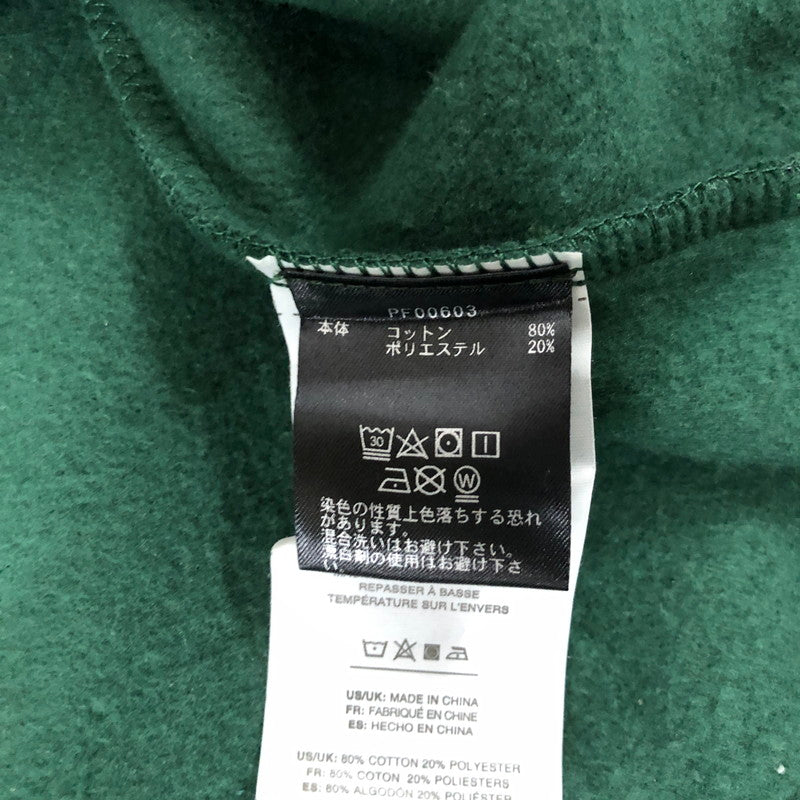 PF00603
本体 コットン 80%
ポリエステル 20%
30
W
染色の性質上色落ちする恐れ
があります。
混合洗いはお避け下さい。
漂白剤の使用はお避け下さ
い。
REPASSER À BASSE
TEMPÉRATURE SUR L'ENVERS
US/UK: MADE IN CHINA
FR: FABRIQUÉ EN CHINE
ES: HECHO EN CHINA
US/UK: 80% COTTON 20% POLYESTER
FR: 80% COTON 20% POLIESTERS
ES: 80% ALGODÓN 20%